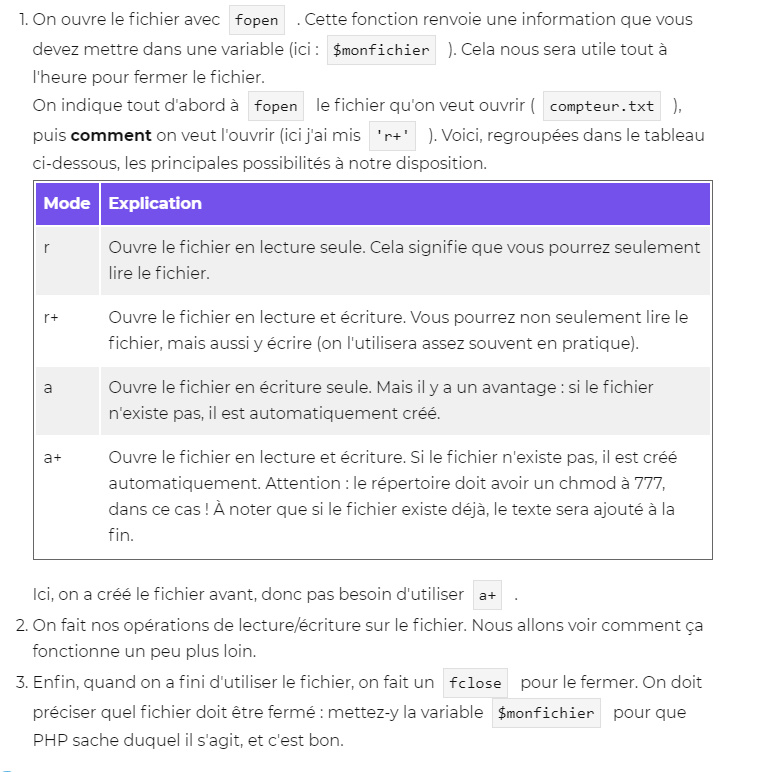 1. On ouvre le fichier avec fopen . Cette fonction renvoie une information que vous
devez mettre dans une variable (ici : $monfichier ). Cela nous sera utile tout à
l'heure pour fermer le fichier.
On indique tout d'abord à fopen le fichier qu'on veut ouvrir ( compteur.txt ),
puis comment on veut l'ouvrir (ici j'ai mis 'r+' ). Voici, regroupées dans le tableau
ci-dessous, les principales possibilités à notre disposition.
Mode Explication
r Ouvre le fichier en lecture seule. Cela signifie que vous pourrez seulement
lire le fichier.
r+ Ouvre le fichier en lecture et écriture. Vous pourrez non seulement lire le
fichier, mais aussi y écrire (on l'utilisera assez souvent en pratique).
a Ouvre le fichier en écriture seule. Mais il y a un avantage : si le fichier
n'existe pas, il est automatiquement créé.
a+ Ouvre le fichier en lecture et écriture. Si le fichier n'existe pas, il est créé
automatiquement. Attention : le répertoire doit avoir un chmod à 777,
dans ce cas ! À noter que si le fichier existe déjà, le texte sera ajouté à la
fin.
Ici, on a créé le fichier avant, donc pas besoin d'utiliser a+ .
2. On fait nos opérations de lecture/écriture sur le fichier. Nous allons voir comment ça
fonctionne un peu plus loin.
3. Enfin, quand on a fini d'utiliser le fichier, on fait un fclose pour le fermer. On doit
préciser quel fichier doit être fermé : mettez-y la variable $monfichier pour que
PHP sache duquel il s'agit, et c'est bon.